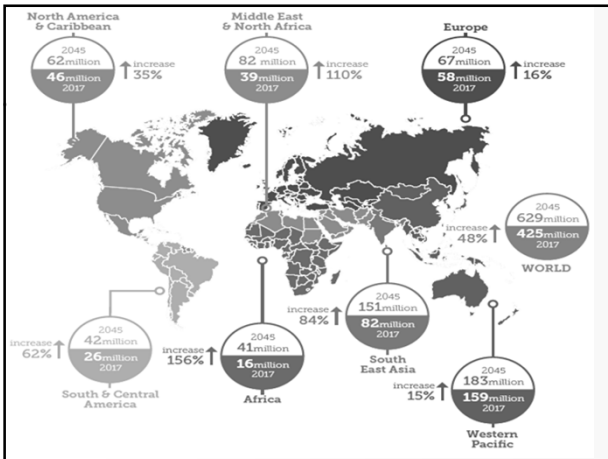 North America
& Caribbean
2045
62million
46million
2017
increase
35%
Middle East
& North Africa
2045
82 million
39million
2017
increase
110%
Europe
2045
67million
58million
2017
increase
16%
2045
629million
425million
2017
increase
48%
WORLD
2045
42million
26million
2017
increase
62%
South & Central
America
2045
41million
16million
2017
increase
156%
Africa
2045
151million
82million
2017
increase
84%
South
East Asia
2045
183million
159million
2017
increase
15%
Western
Pacific